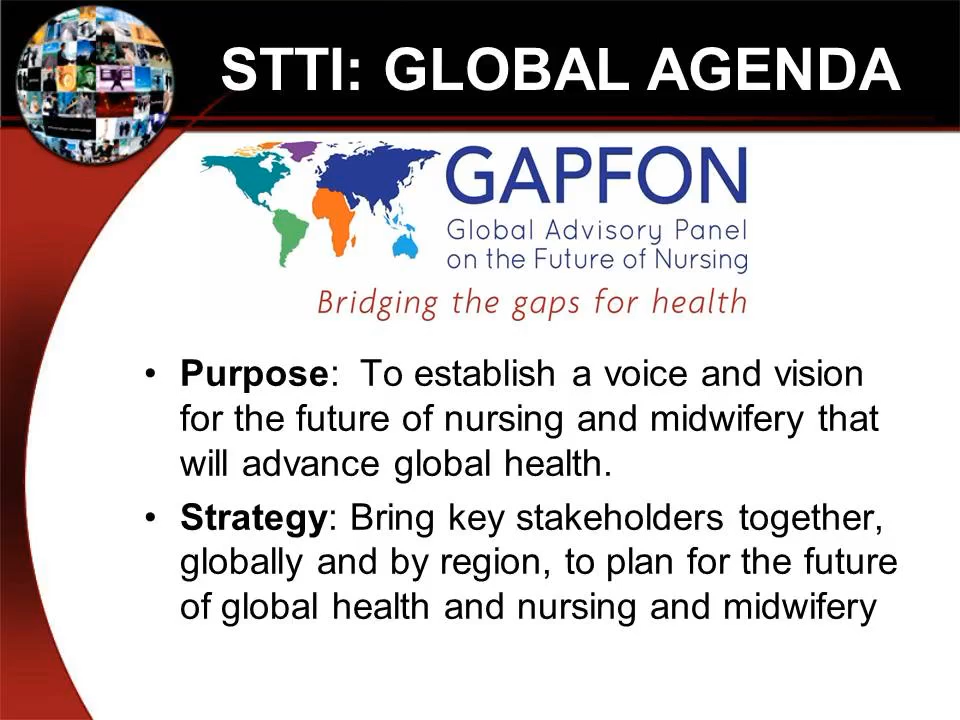 STTI: GLOBAL AGENDA
GAPFON
Global Advisory Panel
on the Future of Nursing
Bridging the gaps for health
• Purpose:  To establish a voice and vision
for the future of nursing and midwifery that
will advance global health.
• Strategy: Bring key stakeholders together,
globally and by region, to plan for the future
of global health and nursing and midwifery